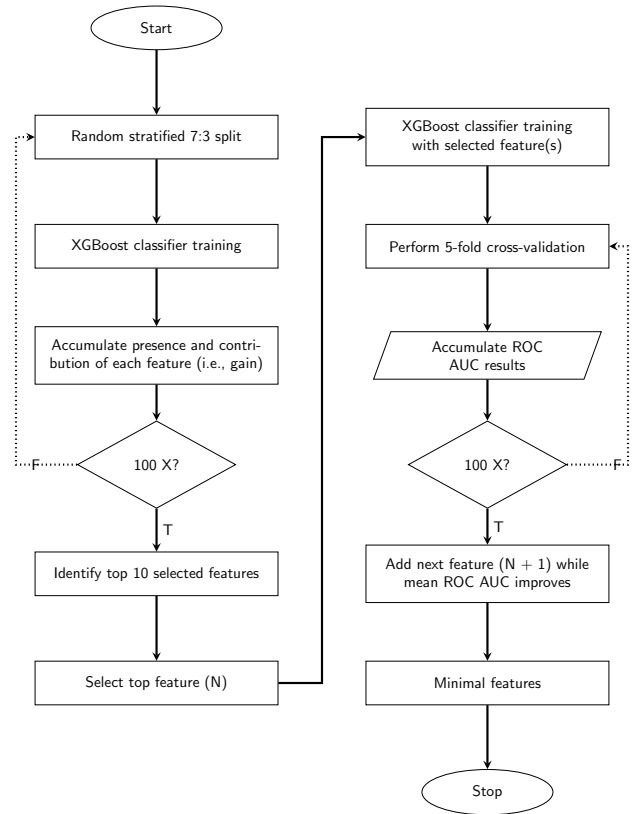 Start
Random stratified 7:3 split
XGBoost classifier training
Accumulate presence and contri-
bution of each feature (i.e., gain)
100 X?
F
T
Identify top 10 selected features
Select top feature (N)
XGBoost classifier training
with selected feature(s)
Perform 5-fold cross-validation
Accumulate ROC
AUC results
100 X?
F
T
Add next feature (N + 1) while
mean ROC AUC improves
Minimal features
Stop